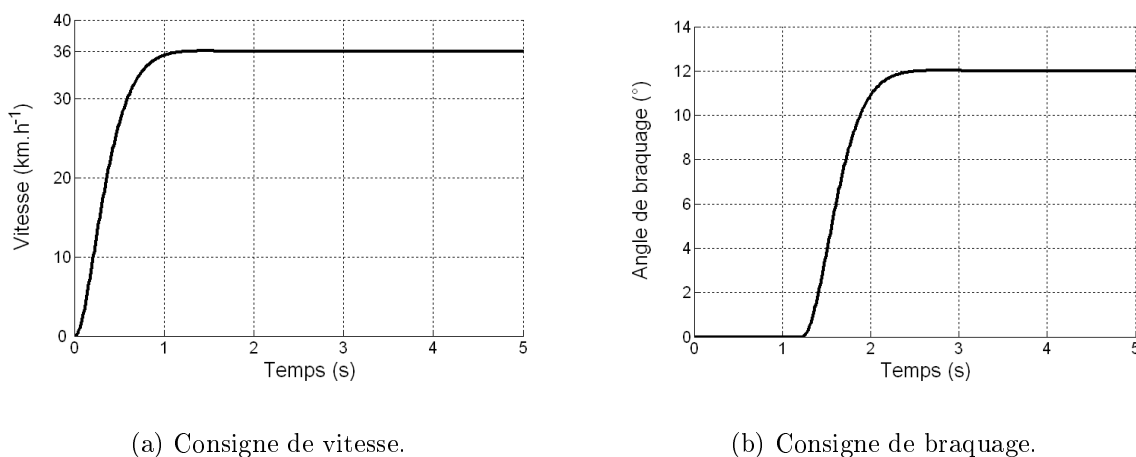 40
36
30
20
10
0
0 1 2 3 4 5
Vitesse (km.h-1)
Temps (s)
(a) Consigne de vitesse.
14
12
10
8
6
4
2
0
0 1 2 3 4 5
Angle de braquage (°)
Temps (s)
(b) Consigne de braquage.